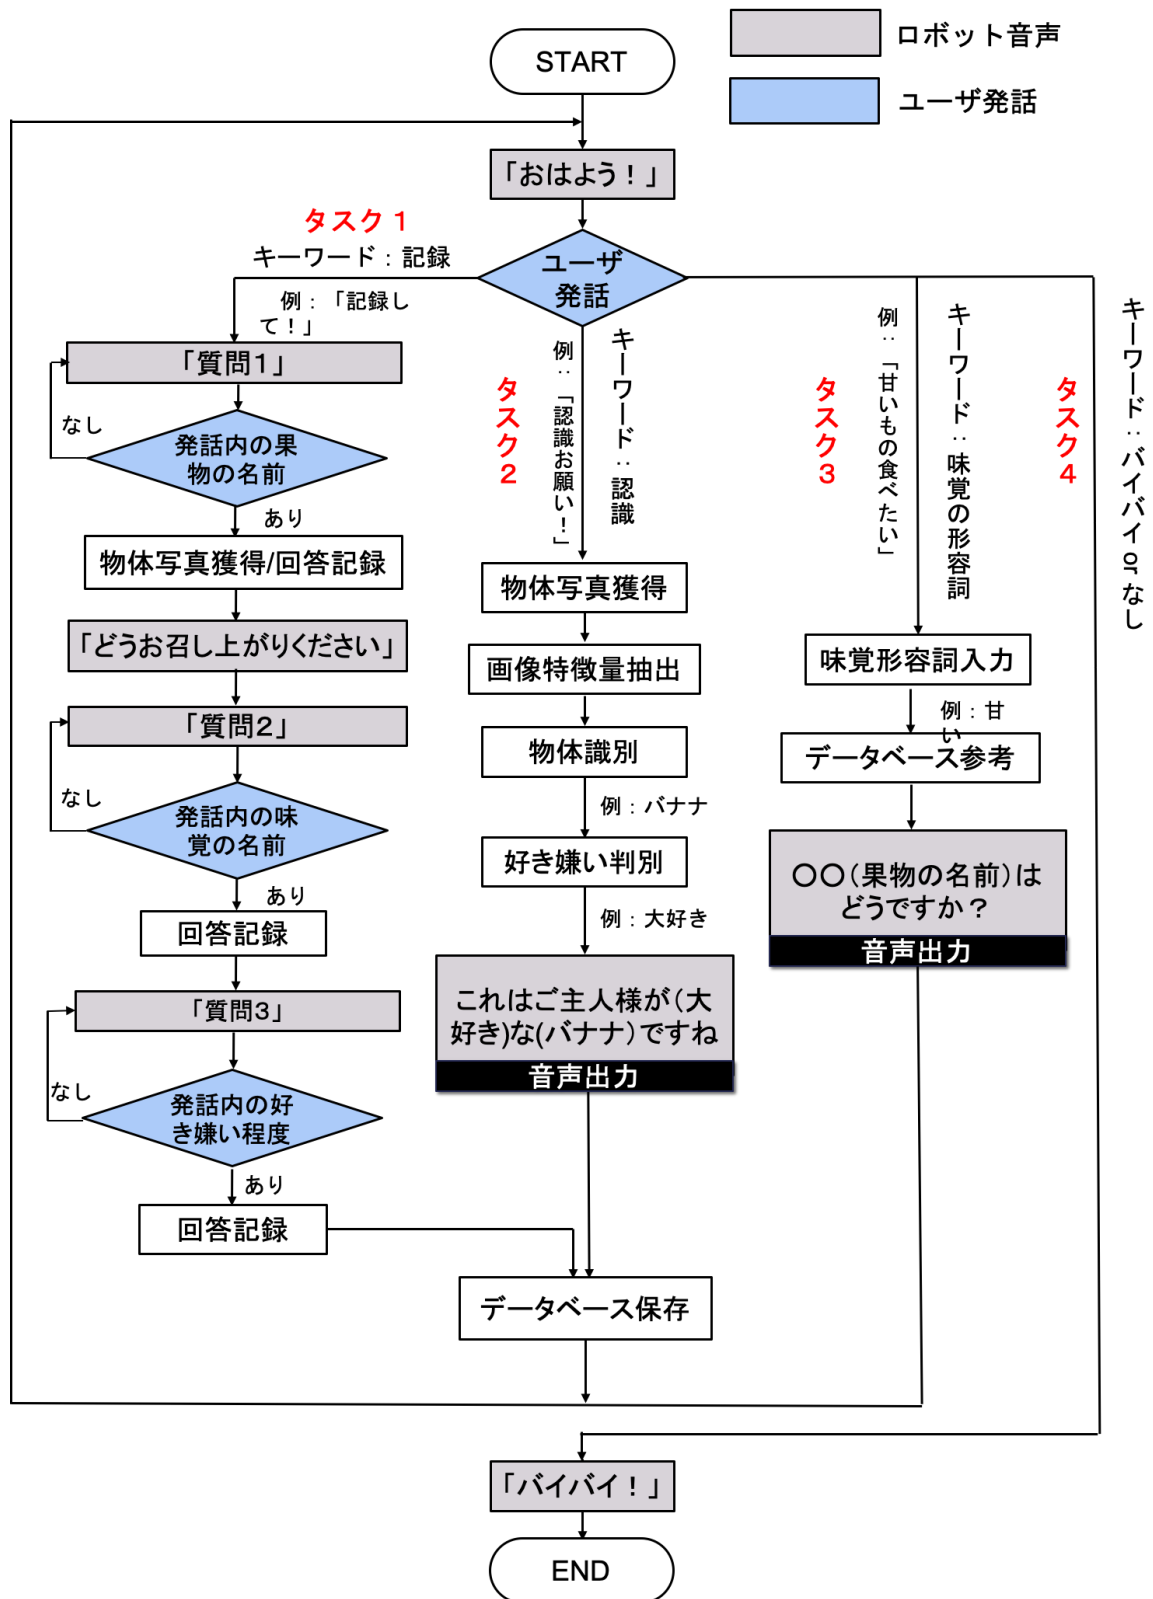 START
ロボット音声
ユーザ発話
「おはよう！」
タスク１
キーワード：記録
例：「記録し
て！」
ユーザ
発話
「質問1」
なし
発話内の果
物の名前
あり
物体写真獲得/回答記録
「どうお召し上がりください」
「質問2」
なし
発話内の味
覚の名前
あり
回答記録
「質問3」
なし
発話内の好
き嫌い程度
あり
回答記録
タスク２
例：「認識お願い！」
キーワード：認識
物体写真獲得
画像特徴量抽出
物体識別
例：バナナ
好き嫌い判別
例：大好き
これはご主人様が（大
好き)な(バナナ）ですね
音声出力
データベース保存
タスク３
例：「甘いもの食べたい」
キーワード：味覚の形容詞
味覚形容詞入力
例：甘
い
データベース参考
〇〇（果物の名前）は
どうですか？
音声出力
タスク４
キーワード：バイバイ or なし
「バイバイ！」
END